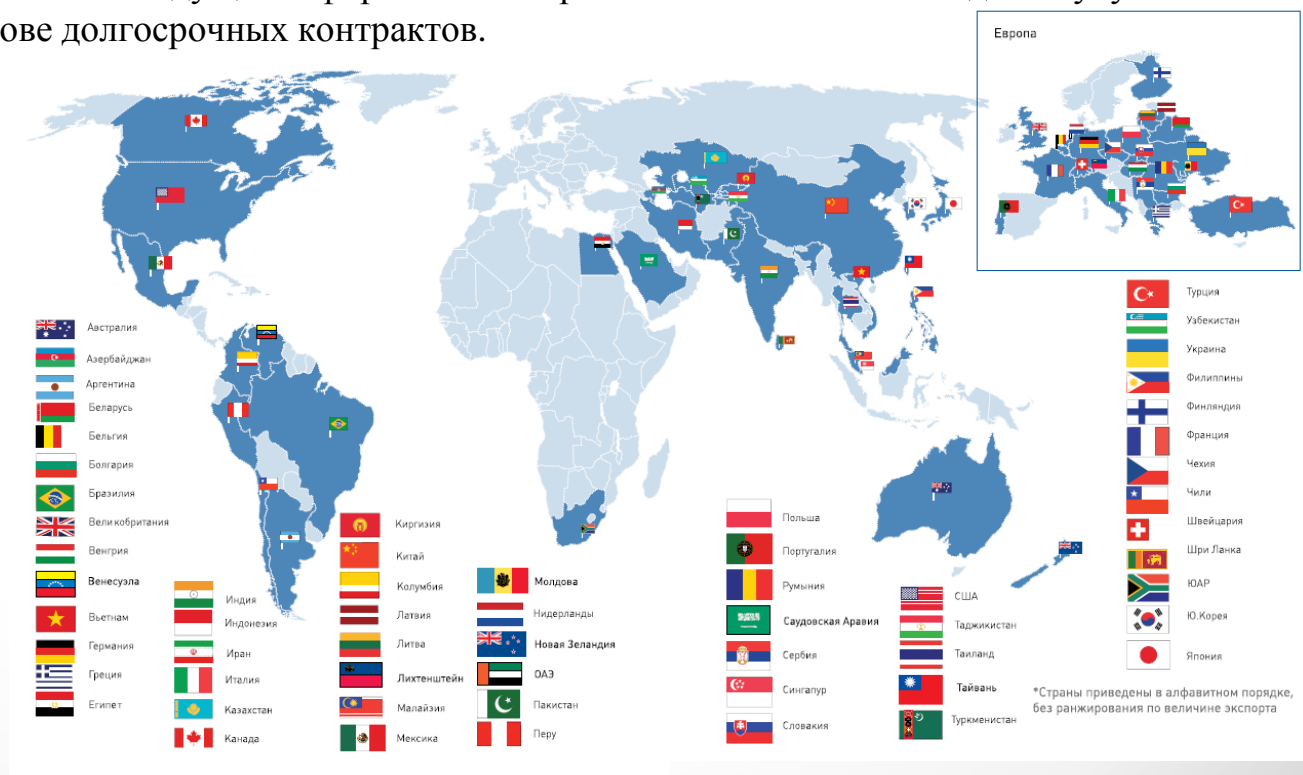 ове долгосрочных контрактов.
Европа
Австралия
Азербайджан
Аргентина
Беларусь
Бельгия
Болгария
Бразилия
Великобритания
Венгрия
Венесуэла
Вьетнам
Германия
Греция
Египет
Индия
Индонезия
Иран
Италия
Казахстан
Канада
Киргизия
Китай
Колумбия
Латвия
Литва
Лихтенштейн
Малайзия
Мексика
Молдова
Нидерланды
Новая Зеландия
ОАЭ
Пакистан
Перу
Польша
Португалия
Румыния
Саудовская Аравия
Сербия
Сингапур
Словакия
США
Таджикистан
Таиланд
Тайвань
Туркменистан
Турция
Узбекистан
Украина
Филиппины
Финляндия
Франция
Чехия
Чили
Швейцария
Шри Ланка
ЮАР
Ю.Корея
Япония
*Страны приведены в алфавитном порядке,
без ранжирования по величине экспорта